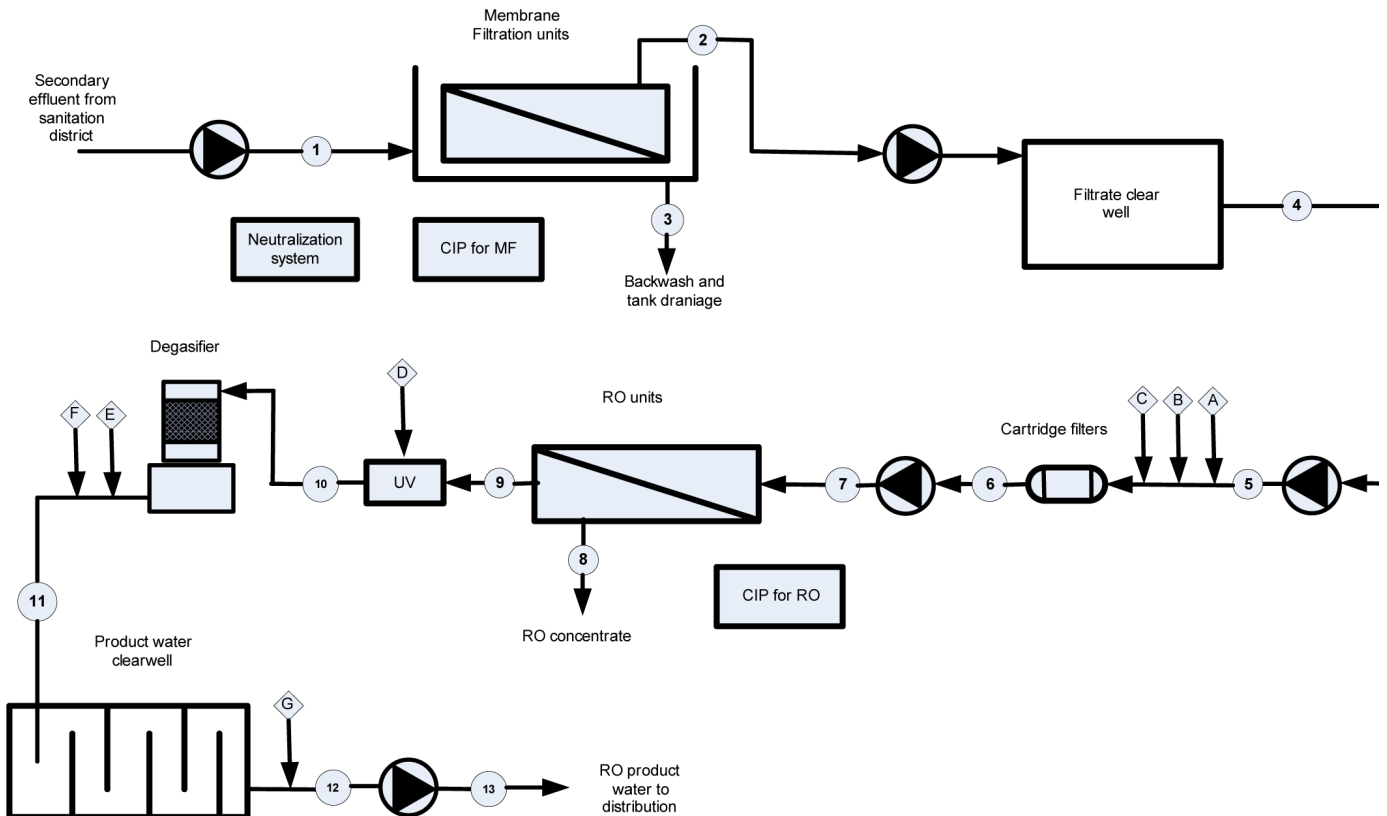 Membrane
Filtration units
2
Secondary
effluent from
sanitation
district
1
3
Filtrate clear
well
4
Neutralization
system
CIP for MF
Backwash and
tank draniage
Degasifier
D
RO units
C
B
A
Cartridge filters
F
E
UV
10
9
7
6
5
8
CIP for RO
RO concentrate
11
Product water
clearwell
G
12
13
RO product
water to
distribution